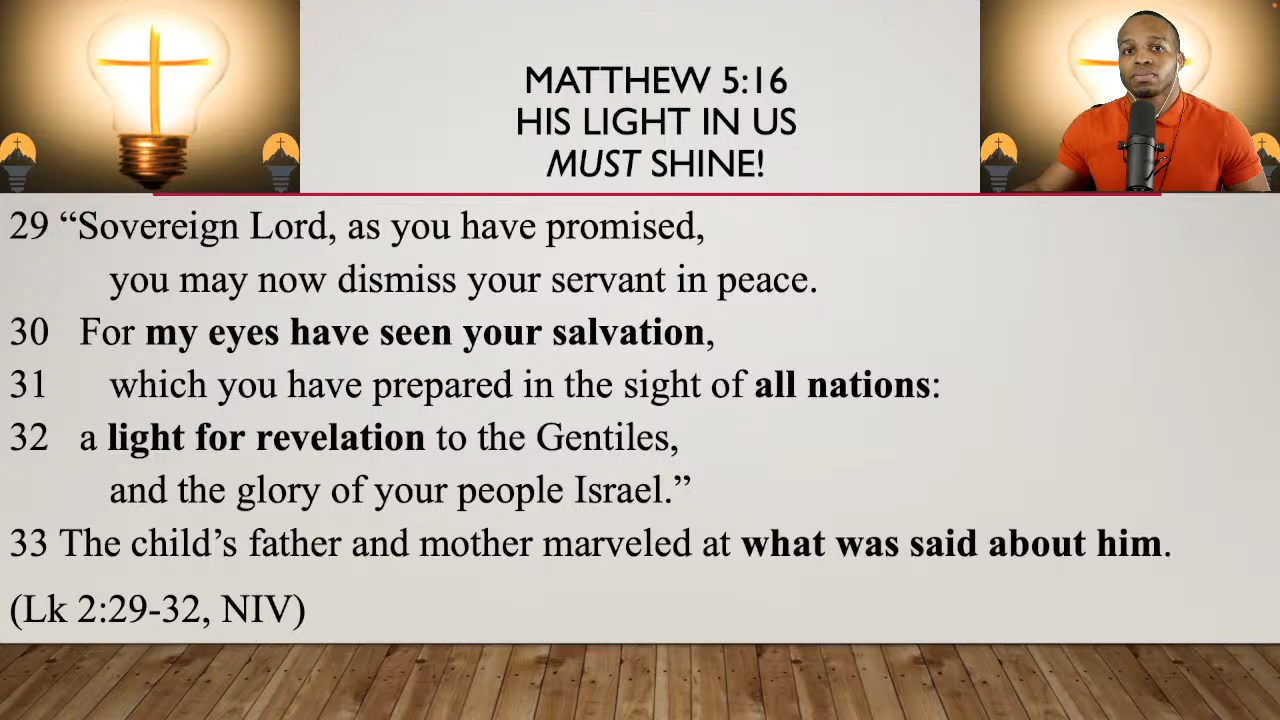 MATTHEW 5:16
HIS LIGHT IN US
MUST SHINE!
29 “Sovereign Lord, as you have promised,
you may now dismiss your servant in peace.
30 For my eyes have seen your salvation,
31 which you have prepared in the sight of all nations:
32 a light for revelation to the Gentiles,
and the glory of your people Israel.”
33 The child’s father and mother marveled at what was said about him.
(Lk 2:29-32, NIV)